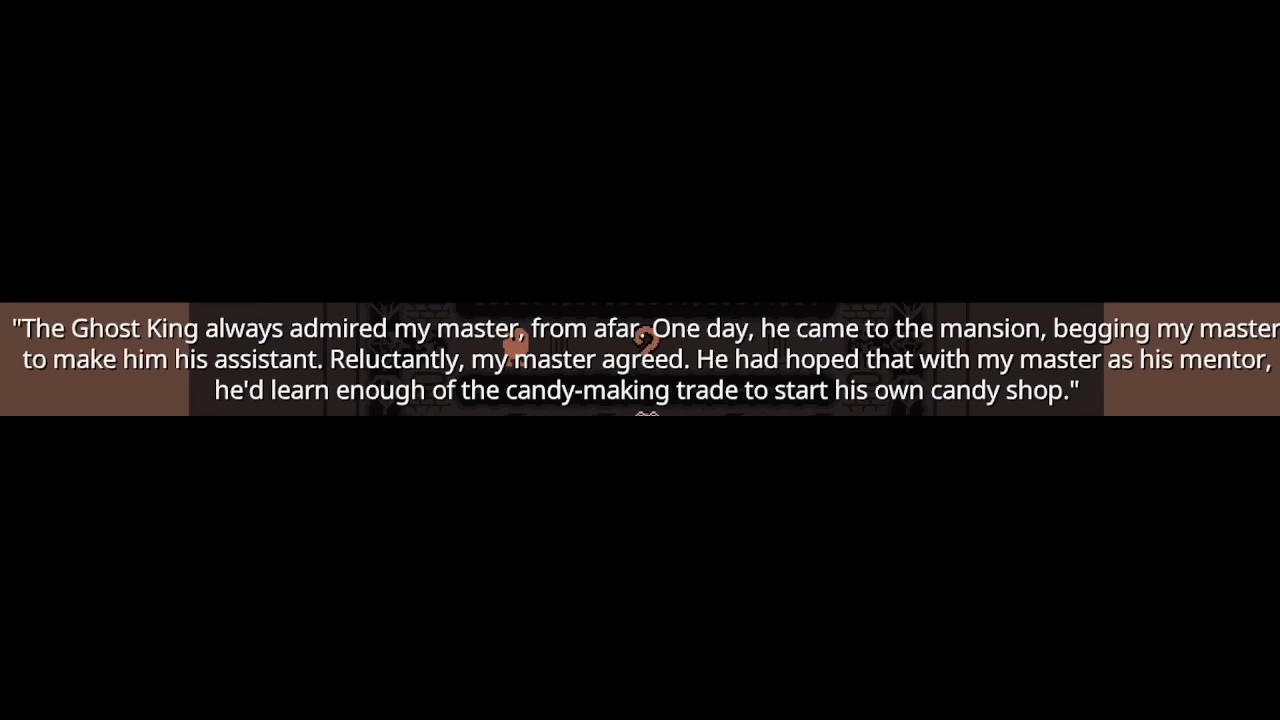 "The Ghost King always admired my master, from afar. One day, he came to the mansion, begging my master
to make him his assistant. Reluctantly, my master agreed. He had hoped that with my master as his mentor,
he'd learn enough of the candy-making trade to start his own candy shop."